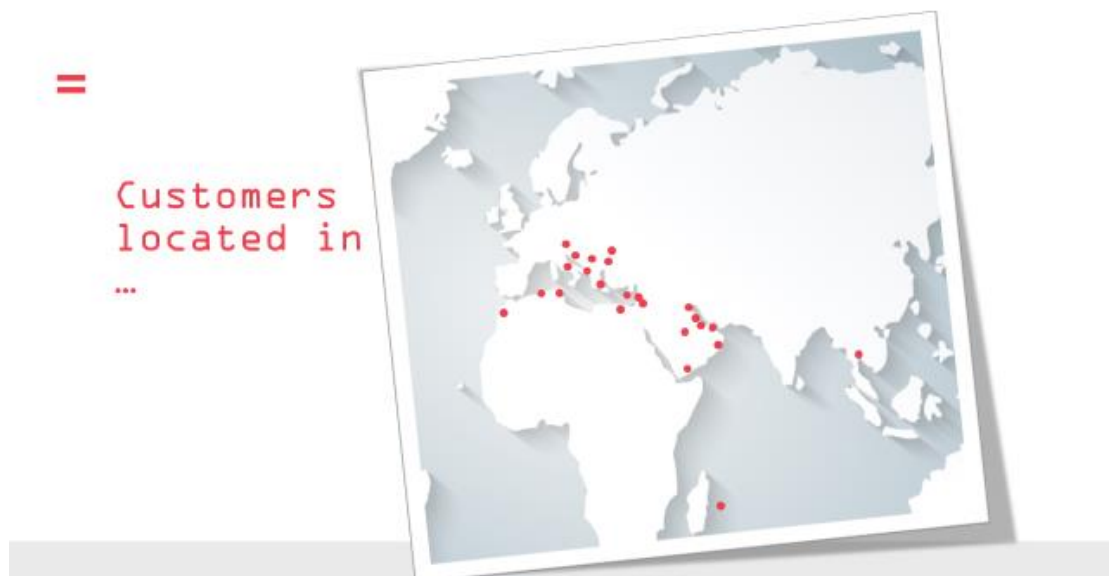 =
Customers
located in
…